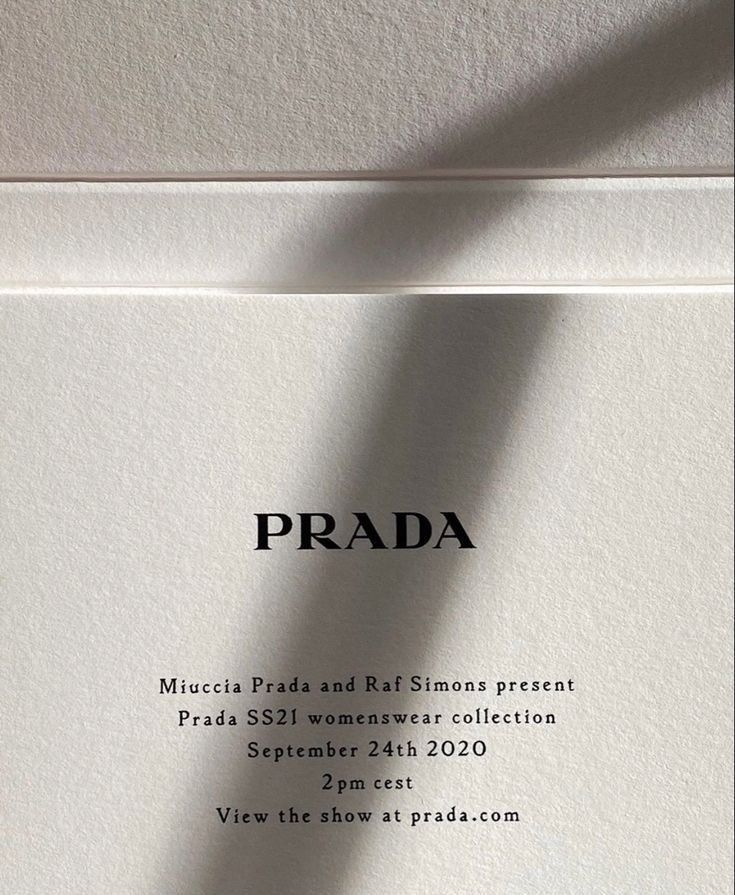 PRADA
Miuccia Prada and Raf Simons present
Prada SS21 womenswear collection
September 24th 2020
2pm cest
View the show at prada.com